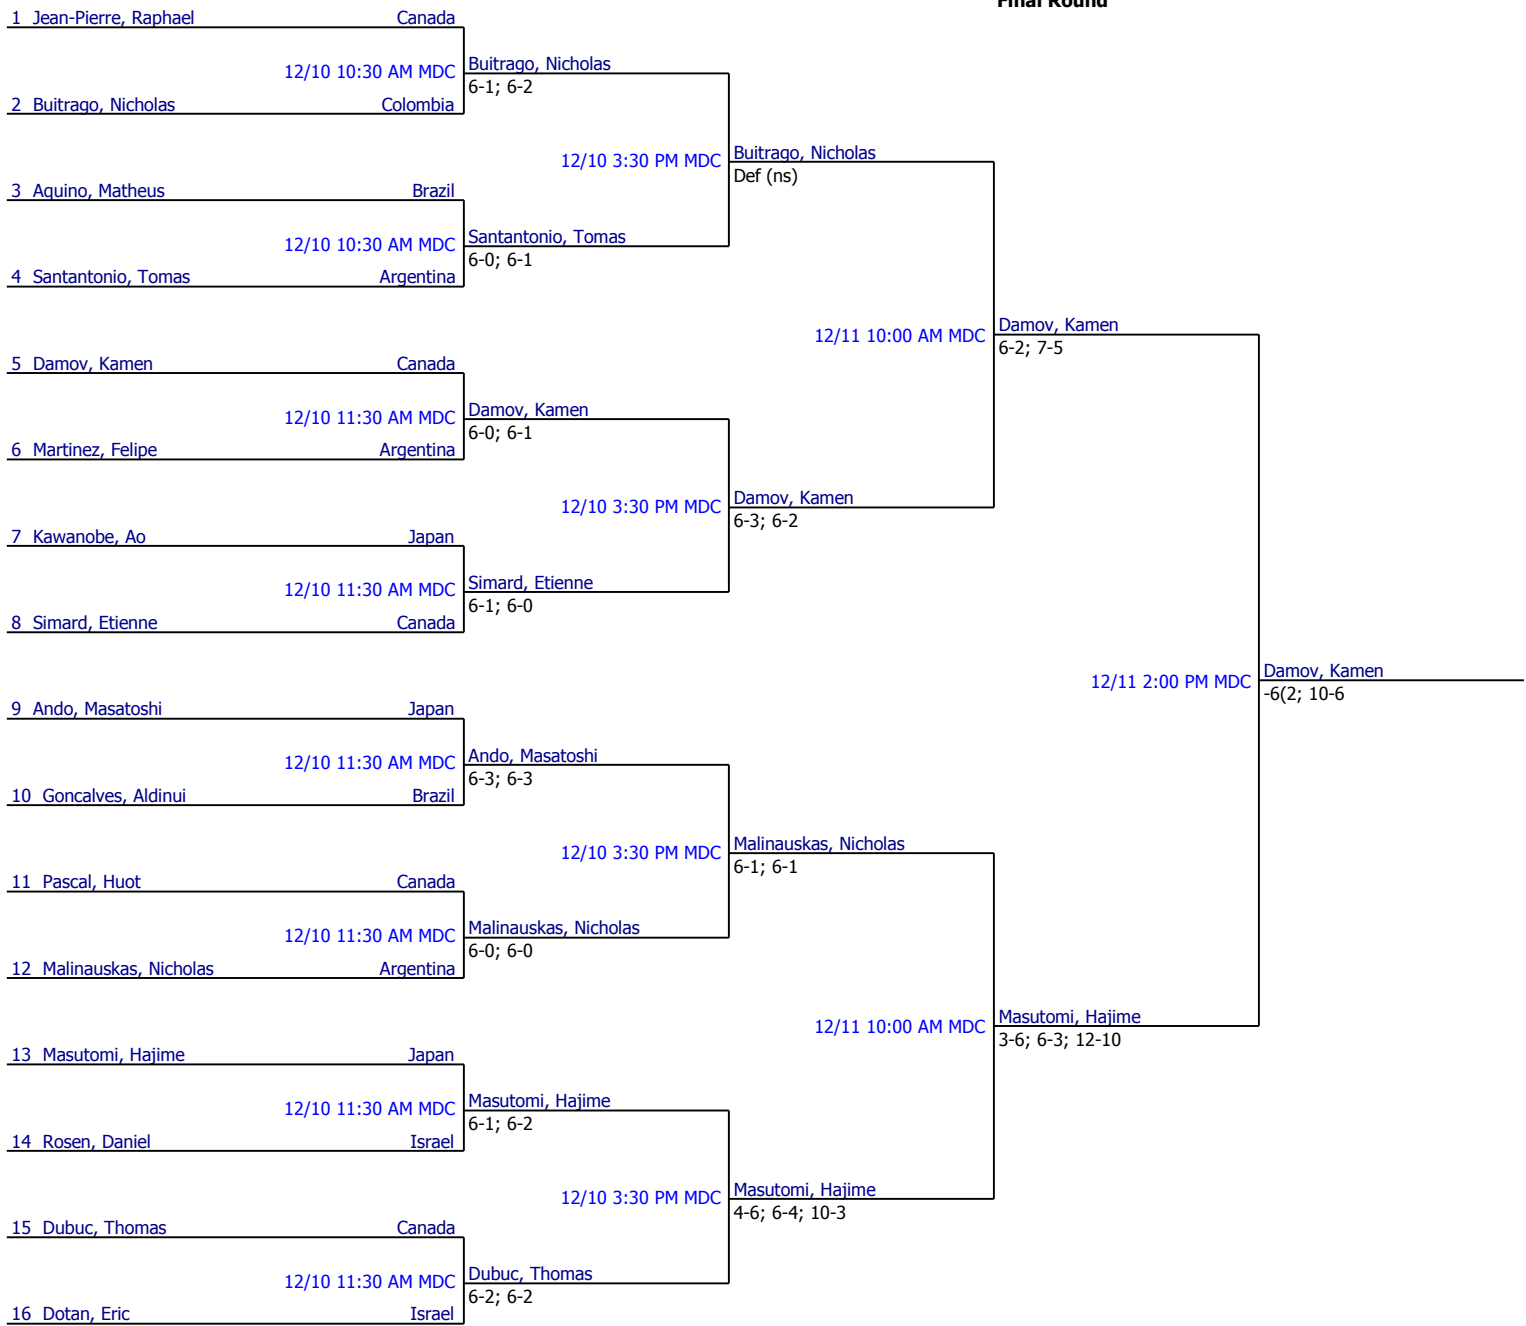 Final Round
1 Jean-Pierre, Raphael Canada
12/10 10:30 AM MDC
2 Buitrago, Nicholas Colombia
3 Aquino, Matheus Brazil
12/10 10:30 AM MDC
4 Santantonio, Tomas Argentina
5 Damov, Kamen Canada
12/10 11:30 AM MDC
6 Martinez, Felipe Argentina
7 Kawanobe, Ao Japan
12/10 11:30 AM MDC
8 Simard, Etienne Canada
9 Ando, Masatoshi Japan
12/10 11:30 AM MDC
10 Goncalves, Aldinui Brazil
11 Pascal, Huot Canada
12/10 11:30 AM MDC
12 Malinauskas, Nicholas Argentina
13 Masutomi, Hajime Japan
12/10 11:30 AM MDC
14 Rosen, Daniel Israel
15 Dubuc, Thomas Canada
12/10 11:30 AM MDC
16 Dotan, Eric Israel
Buitrago, Nicholas
6-1; 6-2
12/10 3:30 PM MDC
Santantonio, Tomas
6-0; 6-1
Damov, Kamen
6-0; 6-1
12/10 3:30 PM MDC
Simard, Etienne
6-1; 6-0
Ando, Masatoshi
6-3; 6-3
12/10 3:30 PM MDC
Malinauskas, Nicholas
6-0; 6-0
Masutomi, Hajime
6-1; 6-2
12/10 3:30 PM MDC
Dubuc, Thomas
6-2; 6-2
Buitrago, Nicholas
Def (ns)
12/11 10:00 AM MDC
Damov, Kamen
6-3; 6-2
Malinauskas, Nicholas
6-1; 6-1
12/11 10:00 AM MDC
Masutomi, Hajime
4-6; 6-4; 10-3
Damov, Kamen
6-2; 7-5
12/11 2:00 PM MDC
Masutomi, Hajime
3-6; 6-3; 12-10
Damov, Kamen
-6(2; 10-6